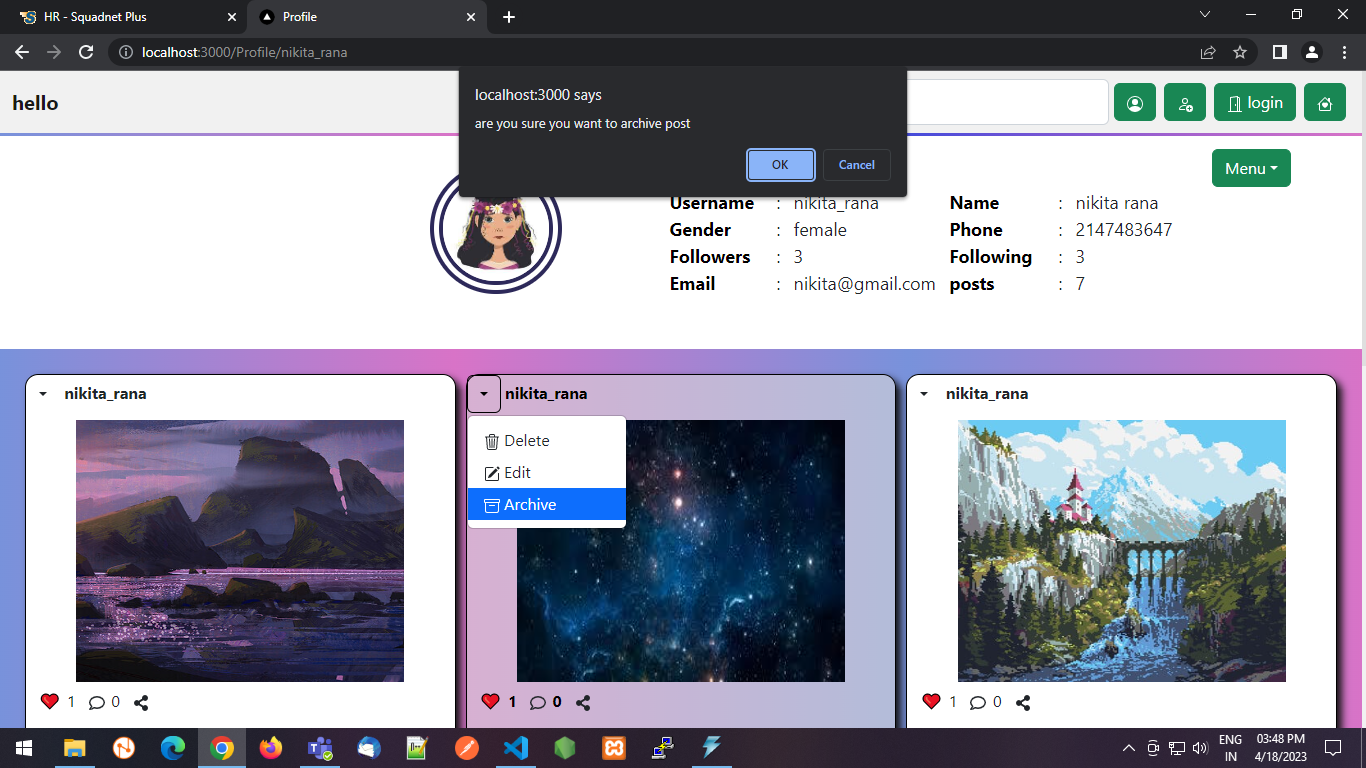 HR - Squadnet Plus
Profile
localhost:3000/Profile/nikita_rana
hello
login
localhost:3000 says
are you sure you want to archive post
OK
Cancel
Menu
Username : nikita_rana Name : nikita rana
Gender : female Phone : 2147483647
Followers : 3 Following : 3
Email : nikita@gmail.com posts : 7
nikita_rana
1 0
nikita_rana
Delete
Edit
Archive
1 0
nikita_rana
1 0
ENG
IN
03:48 PM
4/18/2023